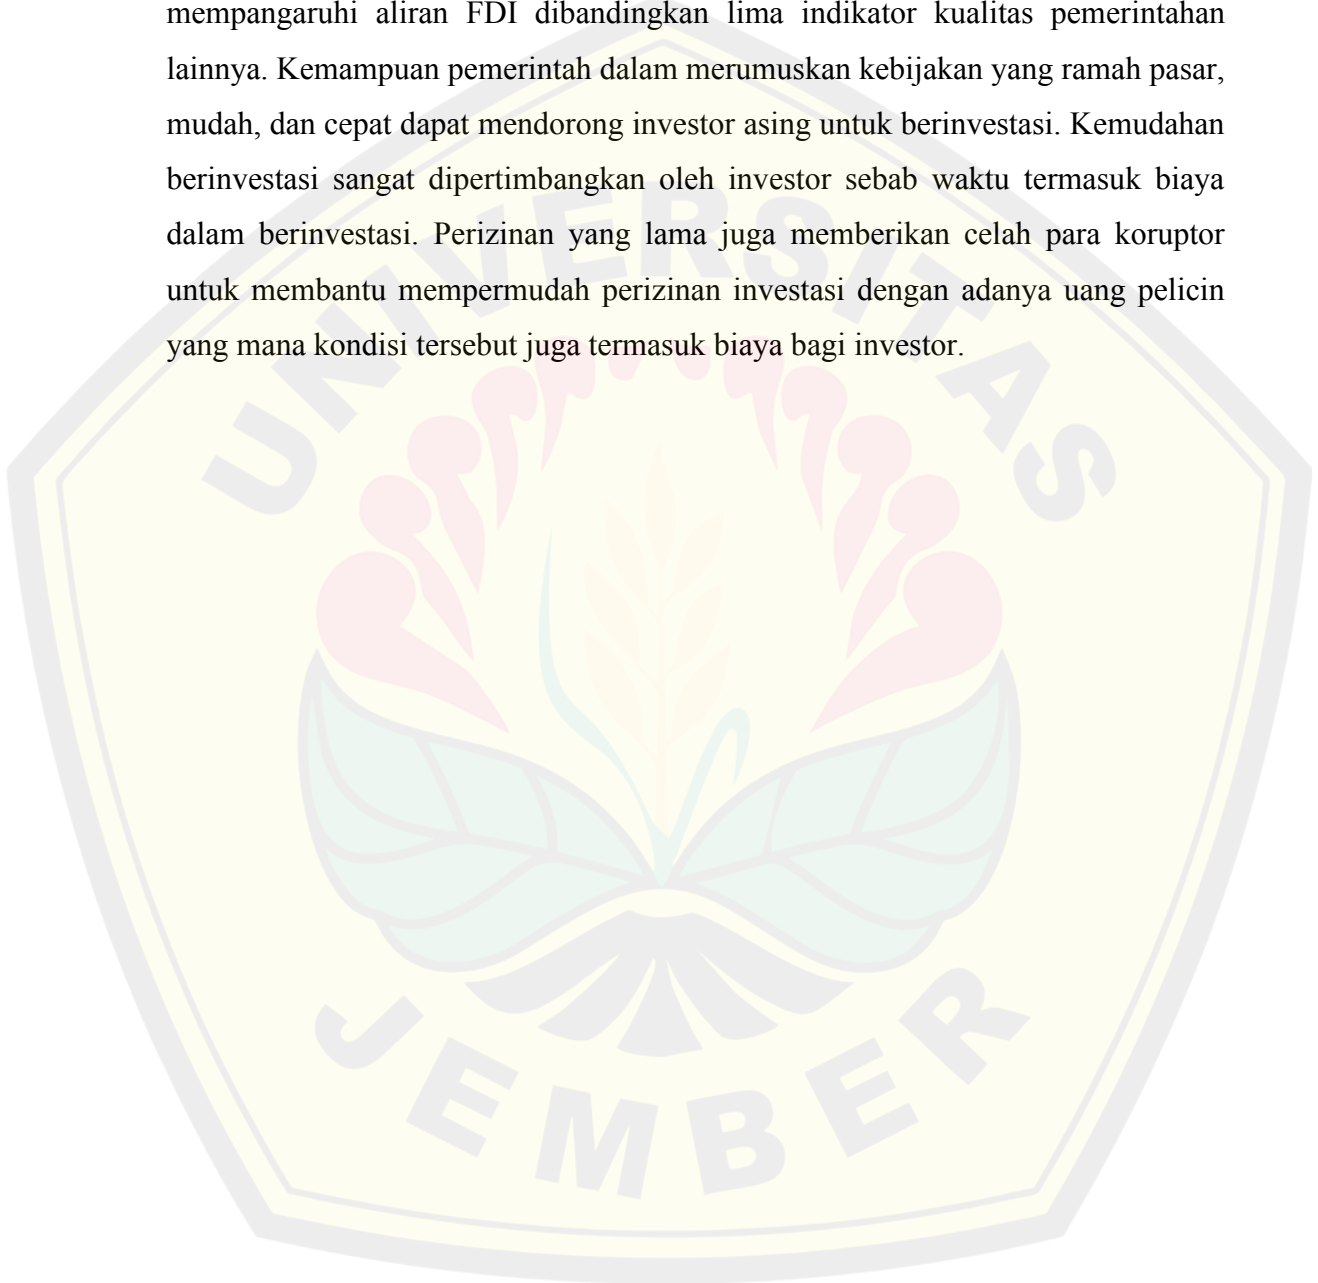 mempangaruhi aliran FDI dibandingkan lima indikator kualitas pemerintahan
lainnya. Kemampuan pemerintah dalam merumuskan kebijakan yang ramah pasar,
mudah, dan cepat dapat mendorong investor asing untuk berinvestasi. Kemudahan
berinvestasi sangat dipertimbangkan oleh investor sebab waktu termasuk biaya
dalam berinvestasi. Perizinan yang lama juga memberikan celah para koruptor
untuk membantu mempermudah perizinan investasi dengan adanya uang pelicin
yang mana kondisi tersebut juga termasuk biaya bagi investor.
UNIVERSITAS
JEMBER